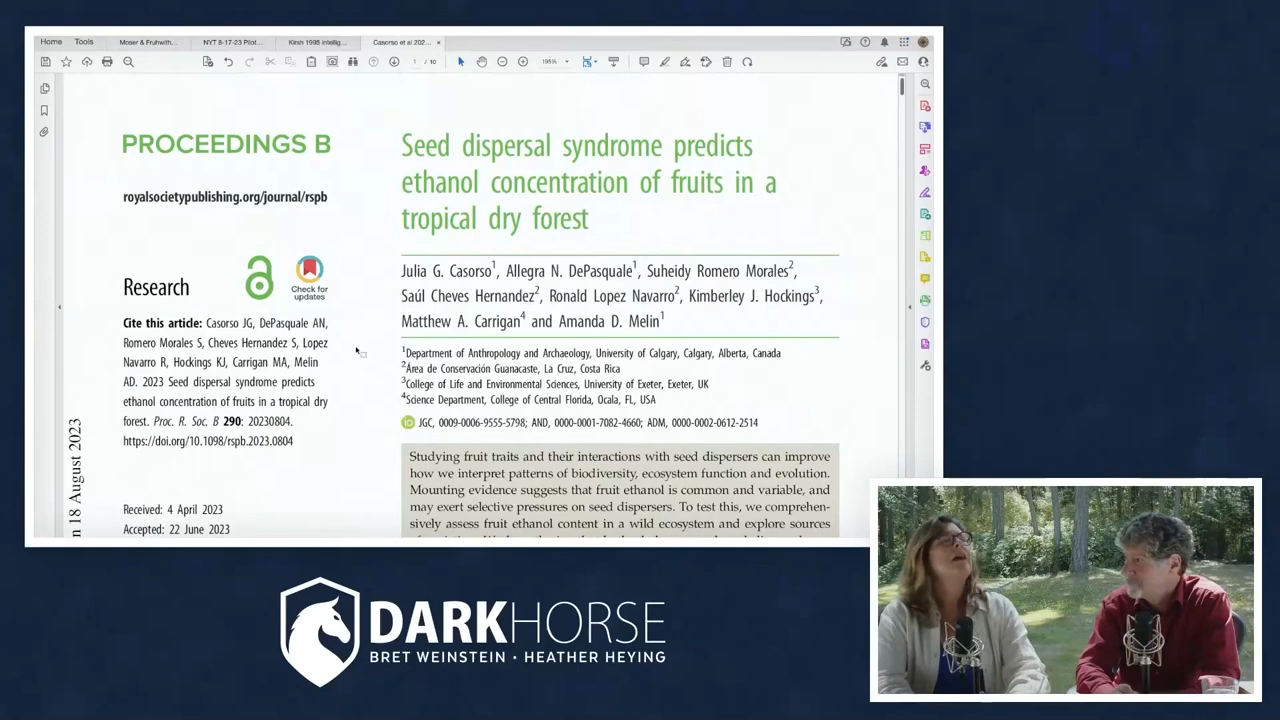 Home Tools Moser & Fruhwirth... NYT 8-17-23 Pilot... Kirsh 1995 Intellig... Casorso et al 202... ×
1 / 10 195%
PROCEEDINGS B
royalsocietypublishing.org/journal/rspb
Research
Check for
updates
Cite this article: Casorso JG, DePasquale AN,
Romero Morales S, Cheves Hernandez S, Lopez
Navarro R, Hockings KJ, Carrigan MA, Melin
AD. 2023 Seed dispersal syndrome predicts
ethanol concentration of fruits in a tropical dry
forest. Proc. R. Soc. B 290: 20230804.
https://doi.org/10.1098/rspb.2023.0804
Received: 4 April 2023
Accepted: 22 June 2023
n 18 August 2023
Seed dispersal syndrome predicts
ethanol concentration of fruits in a
tropical dry forest
Julia G. Casorso1, Allegra N. DePasquale1, Suheidy Romero Morales2,
Saúl Cheves Hernandez2, Ronald Lopez Navarro2, Kimberley J. Hockings3,
Matthew A. Carrigan4 and Amanda D. Melin1
1Department of Anthropology and Archaeology, University of Calgary, Calgary, Alberta, Canada
2Área de Conservación Guanacaste, La Cruz, Costa Rica
3College of Life and Environmental Sciences, University of Exeter, Exeter, UK
4Science Department, College of Central Florida, Ocala, FL, USA
iD JGC, 0009-0006-9555-5798; AND, 0000-0001-7082-4660; ADM, 0000-0002-0612-2514
Studying fruit traits and their interactions with seed dispersers can improve
how we interpret patterns of biodiversity, ecosystem function and evolution.
Mounting evidence suggests that fruit ethanol is common and variable, and
may exert selective pressures on seed dispersers. To test this, we comprehen-
sively assess fruit ethanol content in a wild ecosystem and explore sources
DARKHORSE
BRET WEINSTEIN · HEATHER HEYING